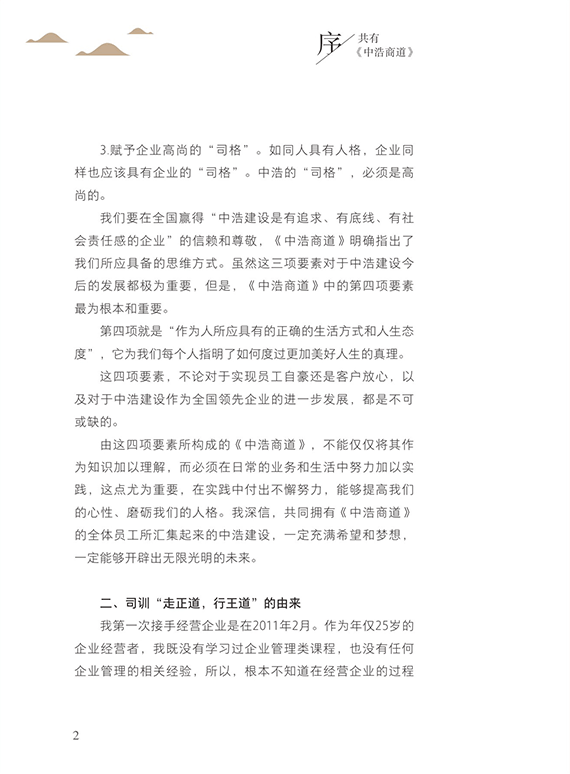 序
共有
《中浩商道》
3.赋予企业高尚的“司格”。如同人具有人格，企业同
样也应该具有企业的“司格”。中浩的“司格”，必须是高
尚的。
我们要在全国赢得“中浩建设是有追求、有底线、有社
会责任感的企业”的信赖和尊敬，《中浩商道》明确指出了
我们所应具备的思维方式。虽然这三项要素对于中浩建设今
后的发展都极为重要，但是，《中浩商道》中的第四项要素
最为根本和重要。
第四项就是“作为人所应具有的正确的生活方式和人生态
度”，它为我们每个人指明了如何度过更加美好人生的真理。
这四项要素，不论对于实现员工自豪还是客户放心，以
及对于中浩建设作为全国领先企业的进一步发展，都是不可
或缺的。
由这四项要素所构成的《中浩商道》，不能仅仅将其作
为知识加以理解，而必须在日常的业务和生活中努力加以实
践，这点尤为重要，在实践中付出不懈努力，能够提高我们
的心性、磨砺我们的人格。我深信，共同拥有《中浩商道》
的全体员工所汇集起来的中浩建设，一定充满希望和梦想，
一定能够开辟出无限光明的未来。
二、司训“走正道，行王道”的由来
我第一次接手经营企业是在2011年2月。作为年仅25岁的
企业经营者，我既没有学习过企业管理类课程，也没有任何
企业管理的相关经验，所以，根本不知道在经营企业的过程
2